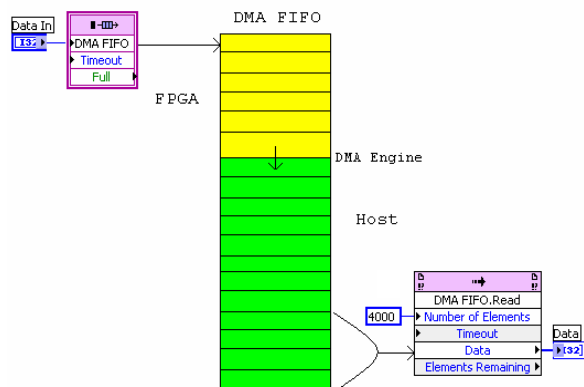 DMA FIFO
Data In
I32
DMA FIFO
Timeout
Full
FPGA
DMA Engine
Host
DMA FIFO.Read
4000
Number of Elements
Timeout
Data
Data
[I32]
Elements Remaining